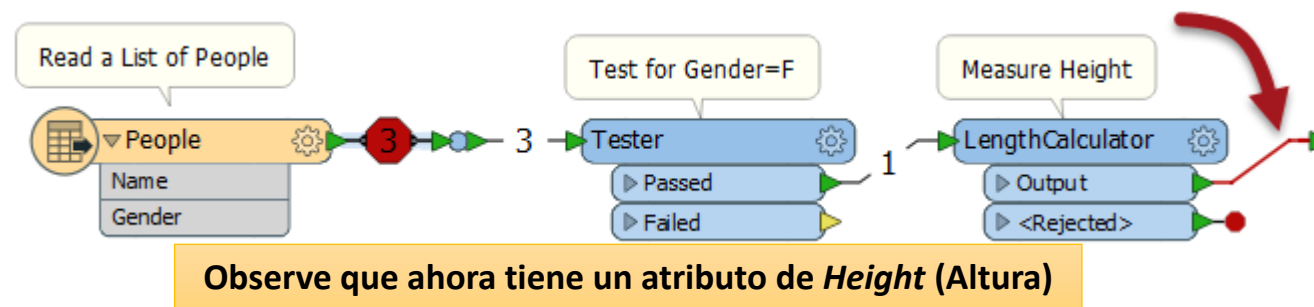 Read a List of People
Test for Gender=F
Measure Height
People
3
3
Tester
1
LengthCalculator
Name
Passed
Output
Gender
Failed
<Rejected>
Observe que ahora tiene un atributo de Height (Altura)